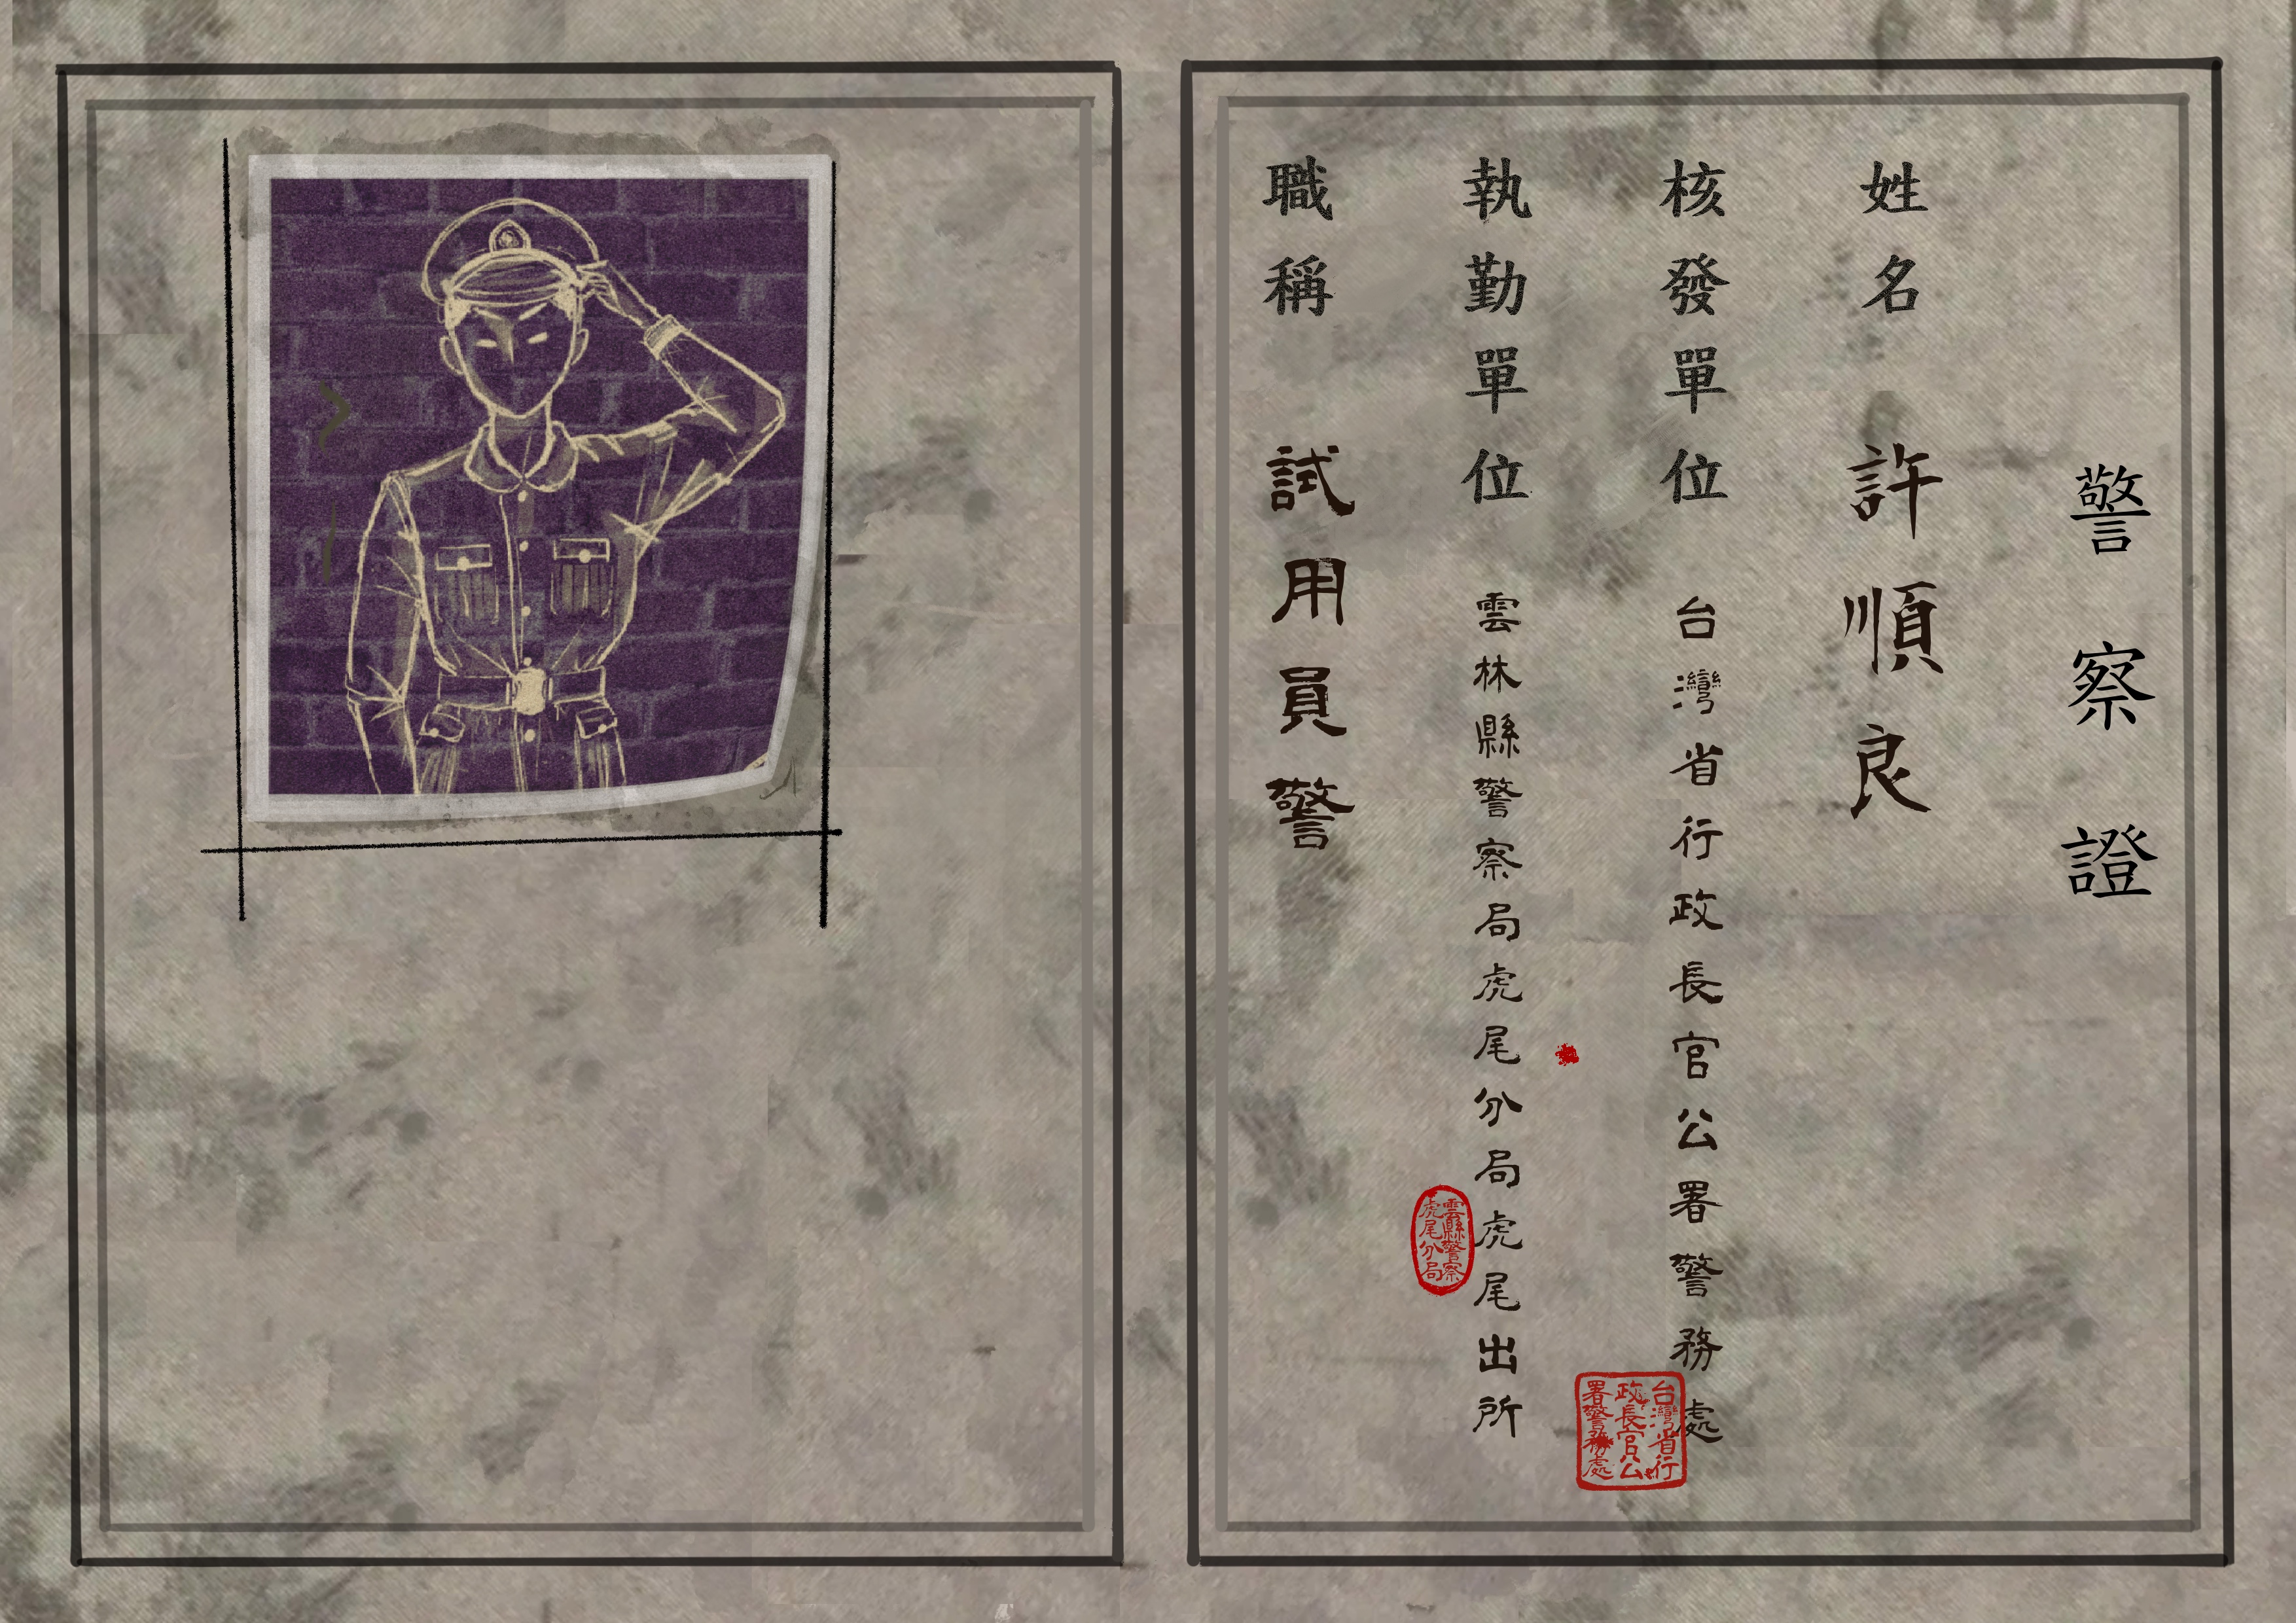 警察證
姓名 許順良
核發單位 台灣省行政長官公署警務處
執勤單位 雲林縣警察局虎尾分局虎尾出所
職稱 試用員警
台灣省行
政長官公
署警務處
雲縣警察
虎尾分局